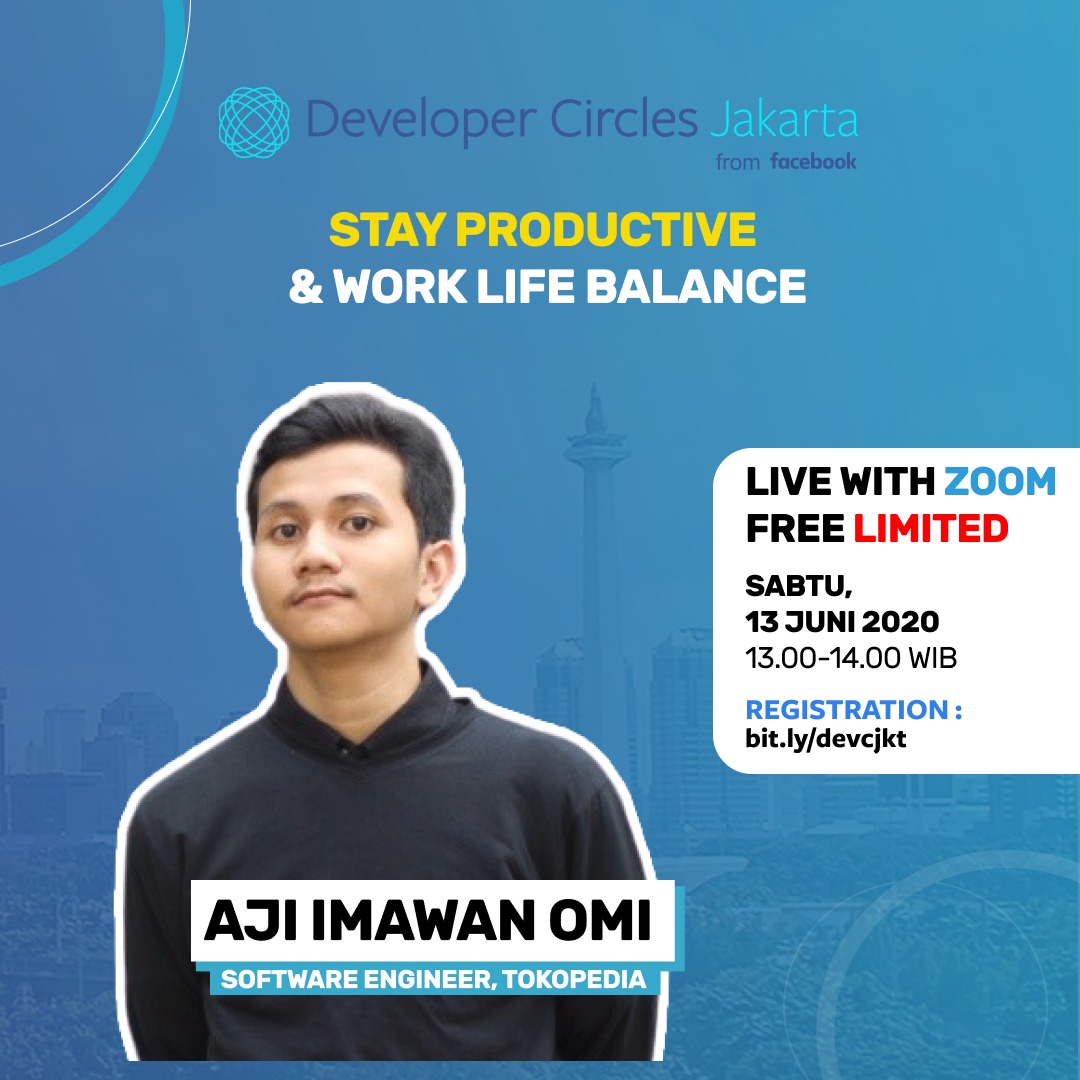 Developer Circles Jakarta
from facebook
STAY PRODUCTIVE
& WORK LIFE BALANCE
LIVE WITH ZOOM
FREE LIMITED
SABTU,
13 JUNI 2020
13.00-14.00 WIB
REGISTRATION :
bit.ly/devcjkt
AJI IMAWAN OMI
SOFTWARE ENGINEER, TOKOPEDIA